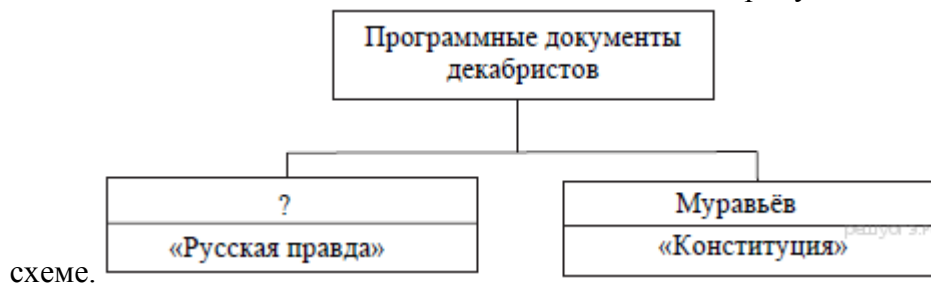 Программные документы
декабристов
?
Муравьёв
«Русская правда»
«Конституция»
схеме.